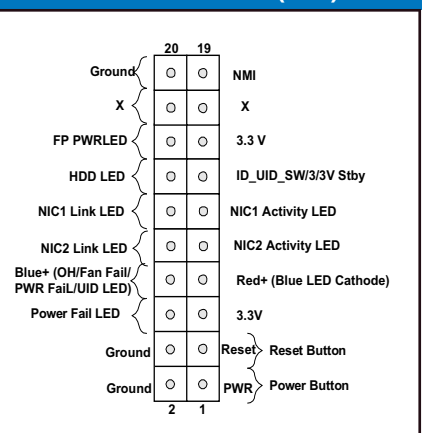 20 19
Ground NMI
X X
FP PWRLED 3.3 V
HDD LED ID_UID_SW/3/3V Stby
NIC1 Link LED NIC1 Activity LED
NIC2 Link LED NIC2 Activity LED
Blue+ (OH/Fan Fail/
PWR FaiL/UID LED) Red+ (Blue LED Cathode)
Power Fail LED 3.3V
Ground Reset Reset Button
Ground PWR Power Button
2 1